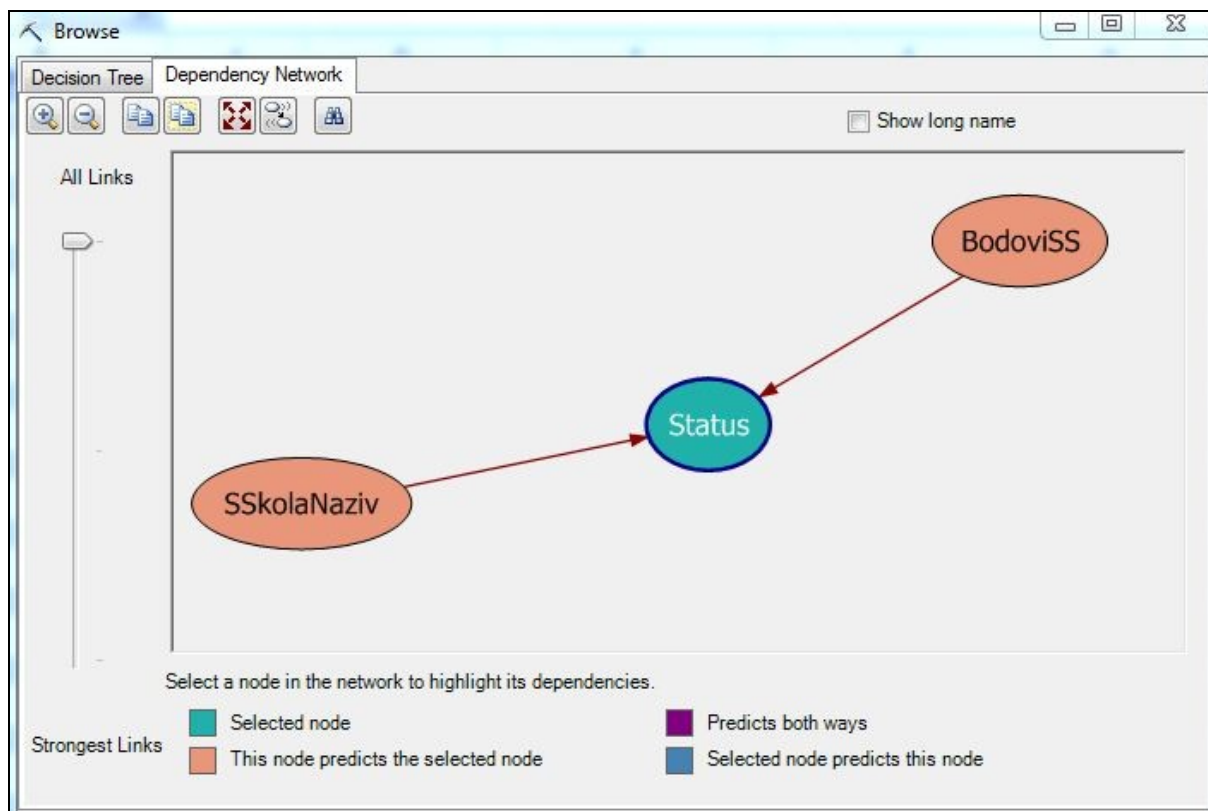 Browse
Decision Tree
Dependency Network
Show long name
All Links
BodoviSS
Status
SSkolaNaziv
Select a node in the network to highlight its dependencies.
Selected node
Predicts both ways
Strongest Links
This node predicts the selected node
Selected node predicts this node